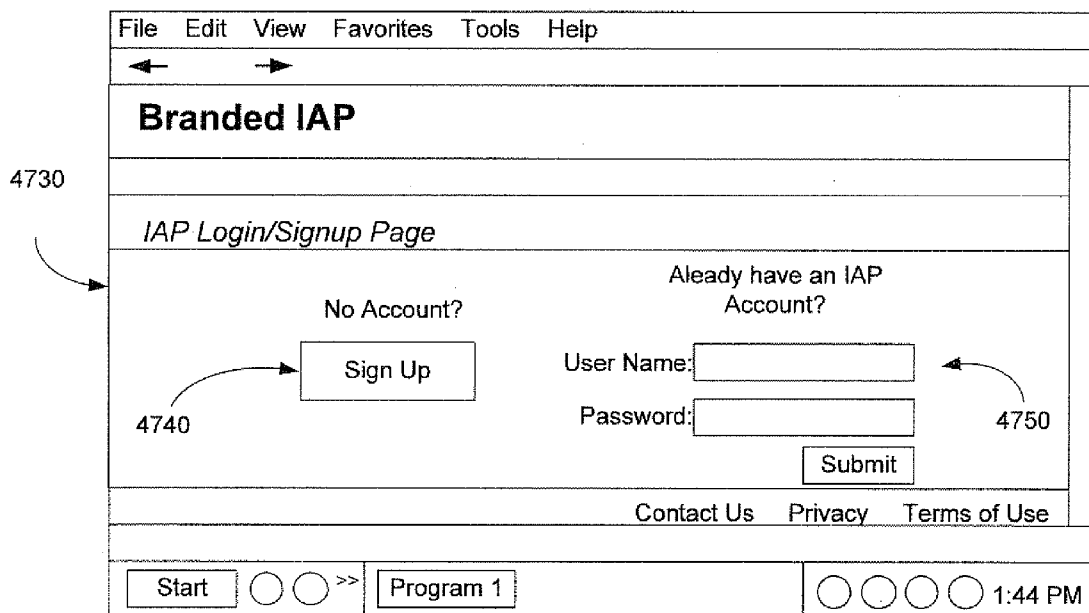 File Edit View Favorites Tools Help
Branded IAP
4730
IAP Login/Signup Page
Aleady have an IAP
Account?
No Account?
Sign Up
User Name:
4740
Password:
4750
Submit
Contact Us Privacy Terms of Use
Start >> Program 1 1:44 PM